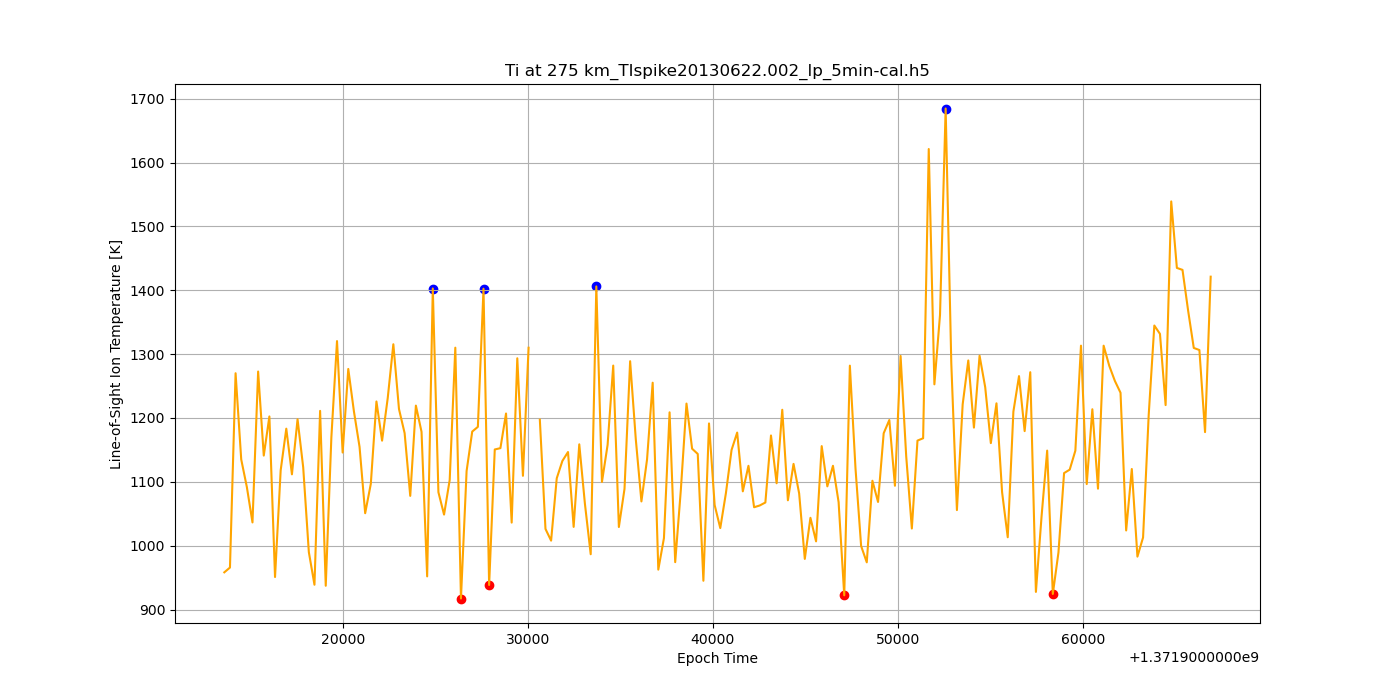 Ti at 275 km_TIspike20130622.002_lp_5min-cal.h5
Line-of-Sight Ion Temperature [K]
1700
1600
1500
1400
1300
1200
1100
1000
900
20000 30000 40000 50000 60000
Epoch Time
+1.3719000000e9